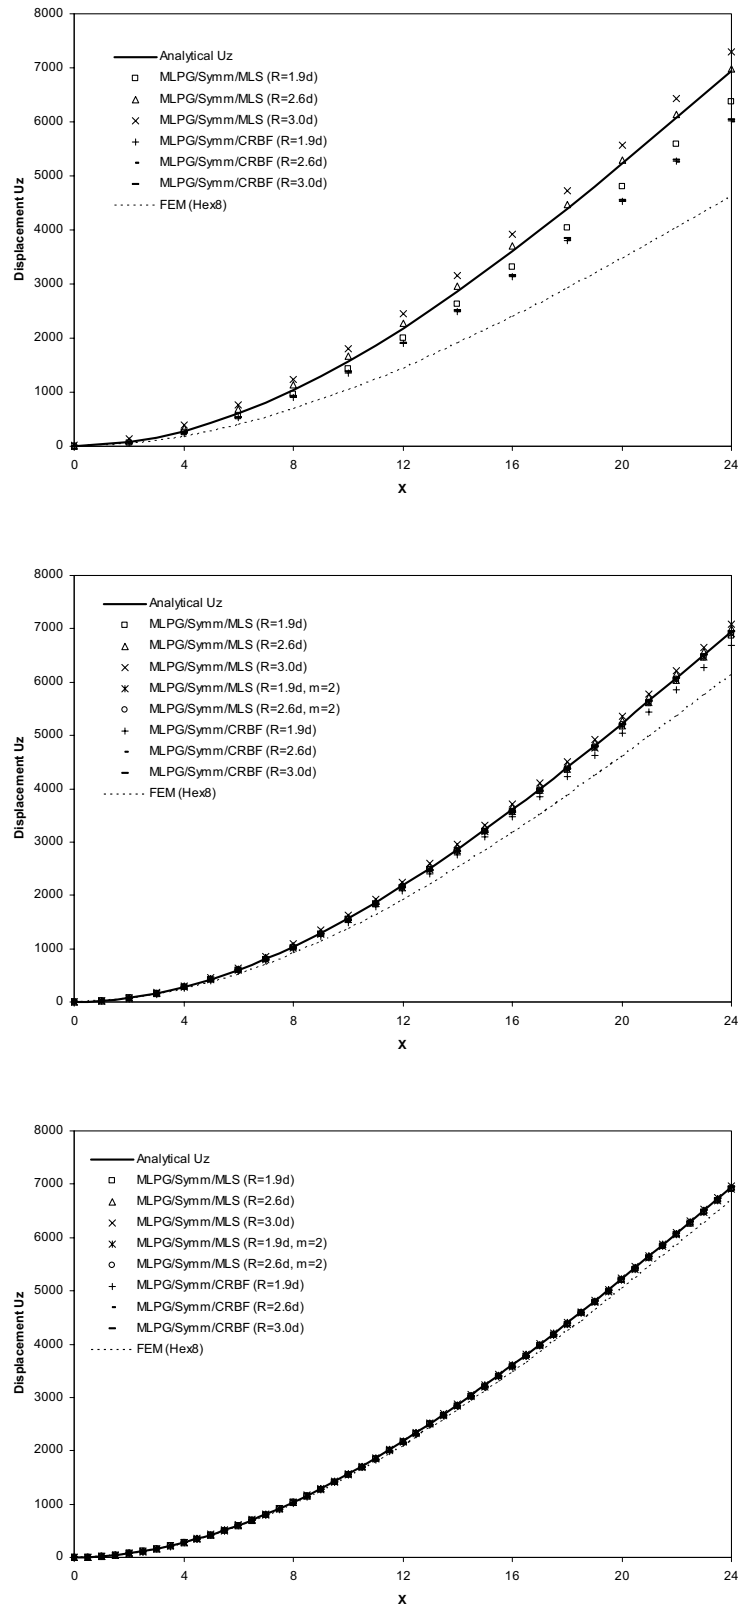 8000
7000
6000
5000
4000
3000
2000
1000
0
Displacement Uz
Analytical Uz
MLPG/Symm/MLS (R=1.9d)
MLPG/Symm/MLS (R=2.6d)
MLPG/Symm/MLS (R=3.0d)
MLPG/Symm/CRBF (R=1.9d)
MLPG/Symm/CRBF (R=2.6d)
MLPG/Symm/CRBF (R=3.0d)
FEM (Hex8)
0 4 8 12 16 20 24
X
8000
7000
6000
5000
4000
3000
2000
1000
0
Displacement Uz
Analytical Uz
MLPG/Symm/MLS (R=1.9d)
MLPG/Symm/MLS (R=2.6d)
MLPG/Symm/MLS (R=3.0d)
MLPG/Symm/MLS (R=1.9d, m=2)
MLPG/Symm/MLS (R=2.6d, m=2)
MLPG/Symm/CRBF (R=1.9d)
MLPG/Symm/CRBF (R=2.6d)
MLPG/Symm/CRBF (R=3.0d)
FEM (Hex8)
0 4 8 12 16 20 24
X
8000
7000
6000
5000
4000
3000
2000
1000
0
Displacement Uz
Analytical Uz
MLPG/Symm/MLS (R=1.9d)
MLPG/Symm/MLS (R=2.6d)
MLPG/Symm/MLS (R=3.0d)
MLPG/Symm/MLS (R=1.9d, m=2)
MLPG/Symm/MLS (R=2.6d, m=2)
MLPG/Symm/CRBF (R=1.9d)
MLPG/Symm/CRBF (R=2.6d)
MLPG/Symm/CRBF (R=3.0d)
FEM (Hex8)
0 4 8 12 16 20 24
X